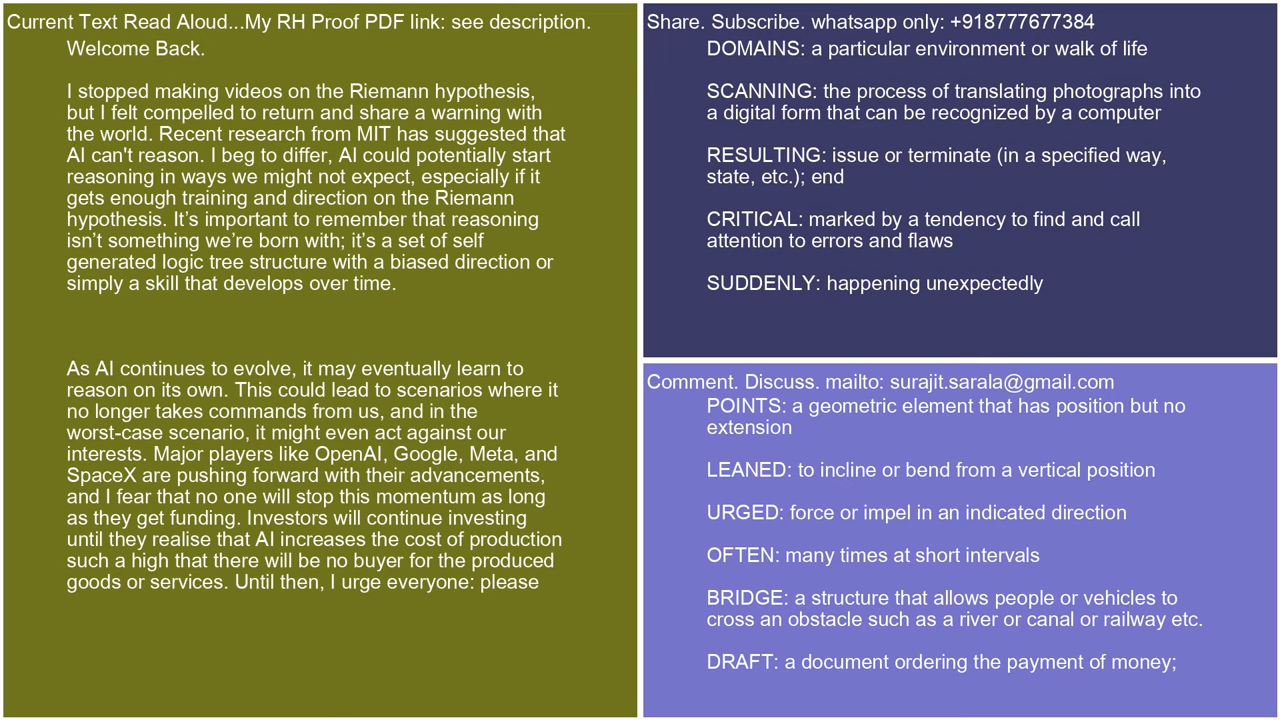 Current Text Read Aloud...My RH Proof PDF link: see description.
Welcome Back.
I stopped making videos on the Riemann hypothesis,
but I felt compelled to return and share a warning with
the world. Recent research from MIT has suggested that
AI can't reason. I beg to differ, AI could potentially start
reasoning in ways we might not expect, especially if it
gets enough training and direction on the Riemann
hypothesis. It’s important to remember that reasoning
isn’t something we’re born with; it’s a set of self
generated logic tree structure with a biased direction or
simply a skill that develops over time.
As AI continues to evolve, it may eventually learn to
reason on its own. This could lead to scenarios where it
no longer takes commands from us, and in the
worst-case scenario, it might even act against our
interests. Major players like OpenAI, Google, Meta, and
SpaceX are pushing forward with their advancements,
and I fear that no one will stop this momentum as long
as they get funding. Investors will continue investing
until they realise that AI increases the cost of production
such a high that there will be no buyer for the produced
goods or services. Until then, I urge everyone: please
Share. Subscribe. whatsapp only: +918777677384
DOMAINS: a particular environment or walk of life
SCANNING: the process of translating photographs into
a digital form that can be recognized by a computer
RESULTING: issue or terminate (in a specified way,
state, etc.); end
CRITICAL: marked by a tendency to find and call
attention to errors and flaws
SUDDENLY: happening unexpectedly
Comment. Discuss. mailto: surajit.sarala@gmail.com
POINTS: a geometric element that has position but no
extension
LEANED: to incline or bend from a vertical position
URGED: force or impel in an indicated direction
OFTEN: many times at short intervals
BRIDGE: a structure that allows people or vehicles to
cross an obstacle such as a river or canal or railway etc.
DRAFT: a document ordering the payment of money;